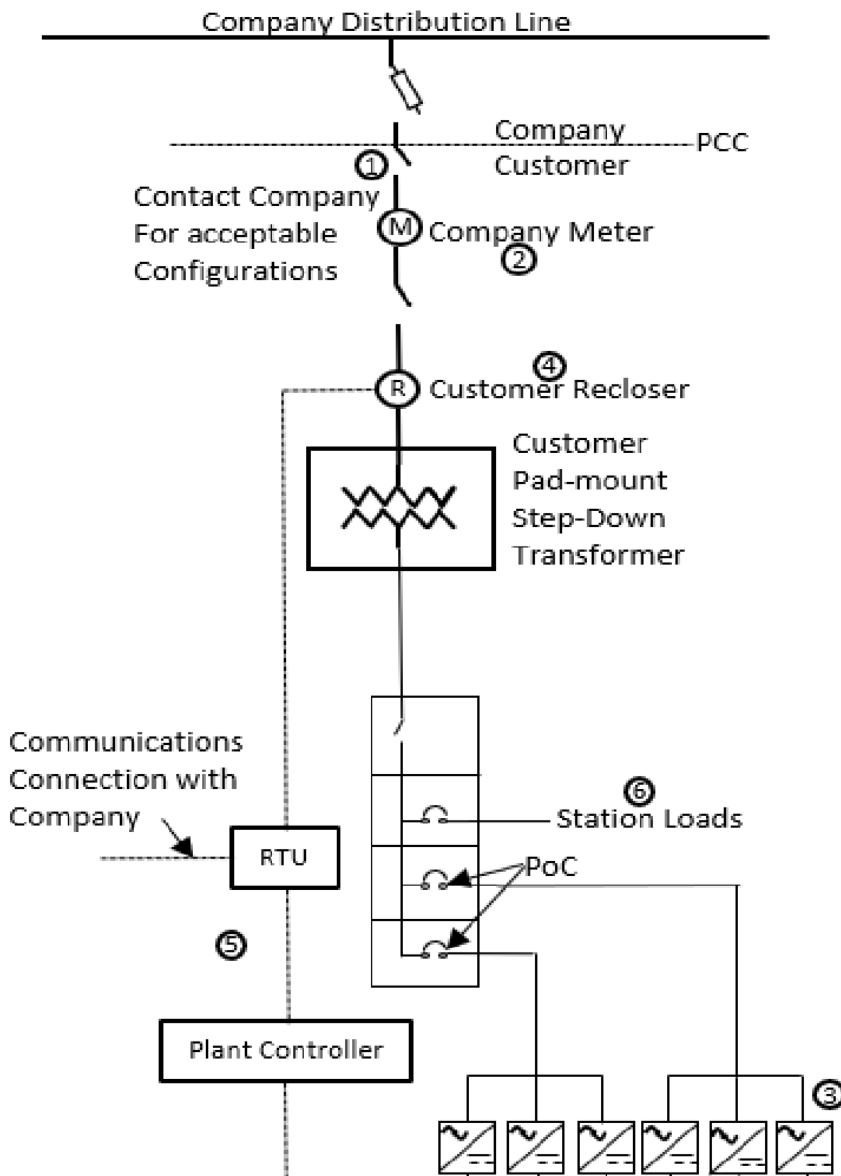 Company Distribution Line
Company
PCC
Customer
①
Contact Company
For acceptable
Configurations
M
Company Meter
②
④
R
Customer Recloser
Customer
Pad-mount
Step-Down
Transformer
Communications
Connection with
Company
⑥
Station Loads
RTU
PoC
⑤
Plant Controller
③